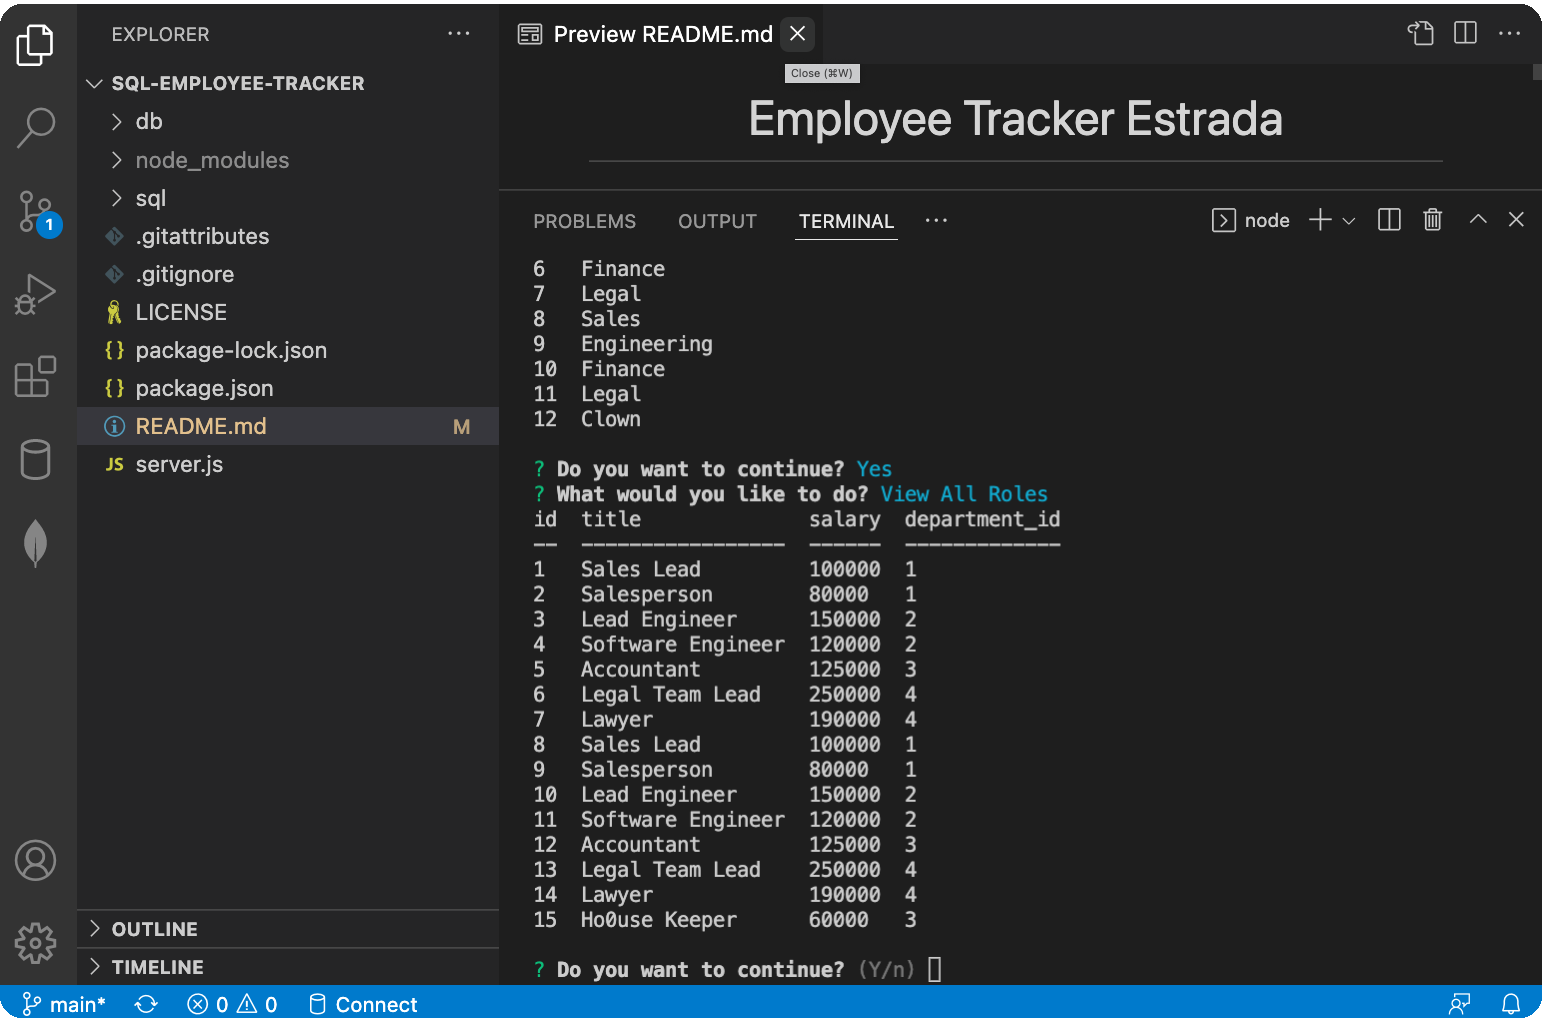 EXPLORER
SQL-EMPLOYEE-TRACKER
db
node_modules
sql
.gitattributes
.gitignore
LICENSE
{} package-lock.json
{} package.json
README.md M
JS server.js
1
OUTLINE
TIMELINE
Preview README.md
Close (⌘W)
Employee Tracker Estrada
PROBLEMS OUTPUT TERMINAL node
6 Finance
7 Legal
8 Sales
9 Engineering
10 Finance
11 Legal
12 Clown
? Do you want to continue? Yes
? What would you like to do? View All Roles
id title salary department_id
-- ----------------- ------ -------------
1 Sales Lead 100000 1
2 Salesperson 80000 1
3 Lead Engineer 150000 2
4 Software Engineer 120000 2
5 Accountant 125000 3
6 Legal Team Lead 250000 4
7 Lawyer 190000 4
8 Sales Lead 100000 1
9 Salesperson 80000 1
10 Lead Engineer 150000 2
11 Software Engineer 120000 2
12 Accountant 125000 3
13 Legal Team Lead 250000 4
14 Lawyer 190000 4
15 Ho0use Keeper 60000 3
? Do you want to continue? (Y/n)
main* 0 0 Connect